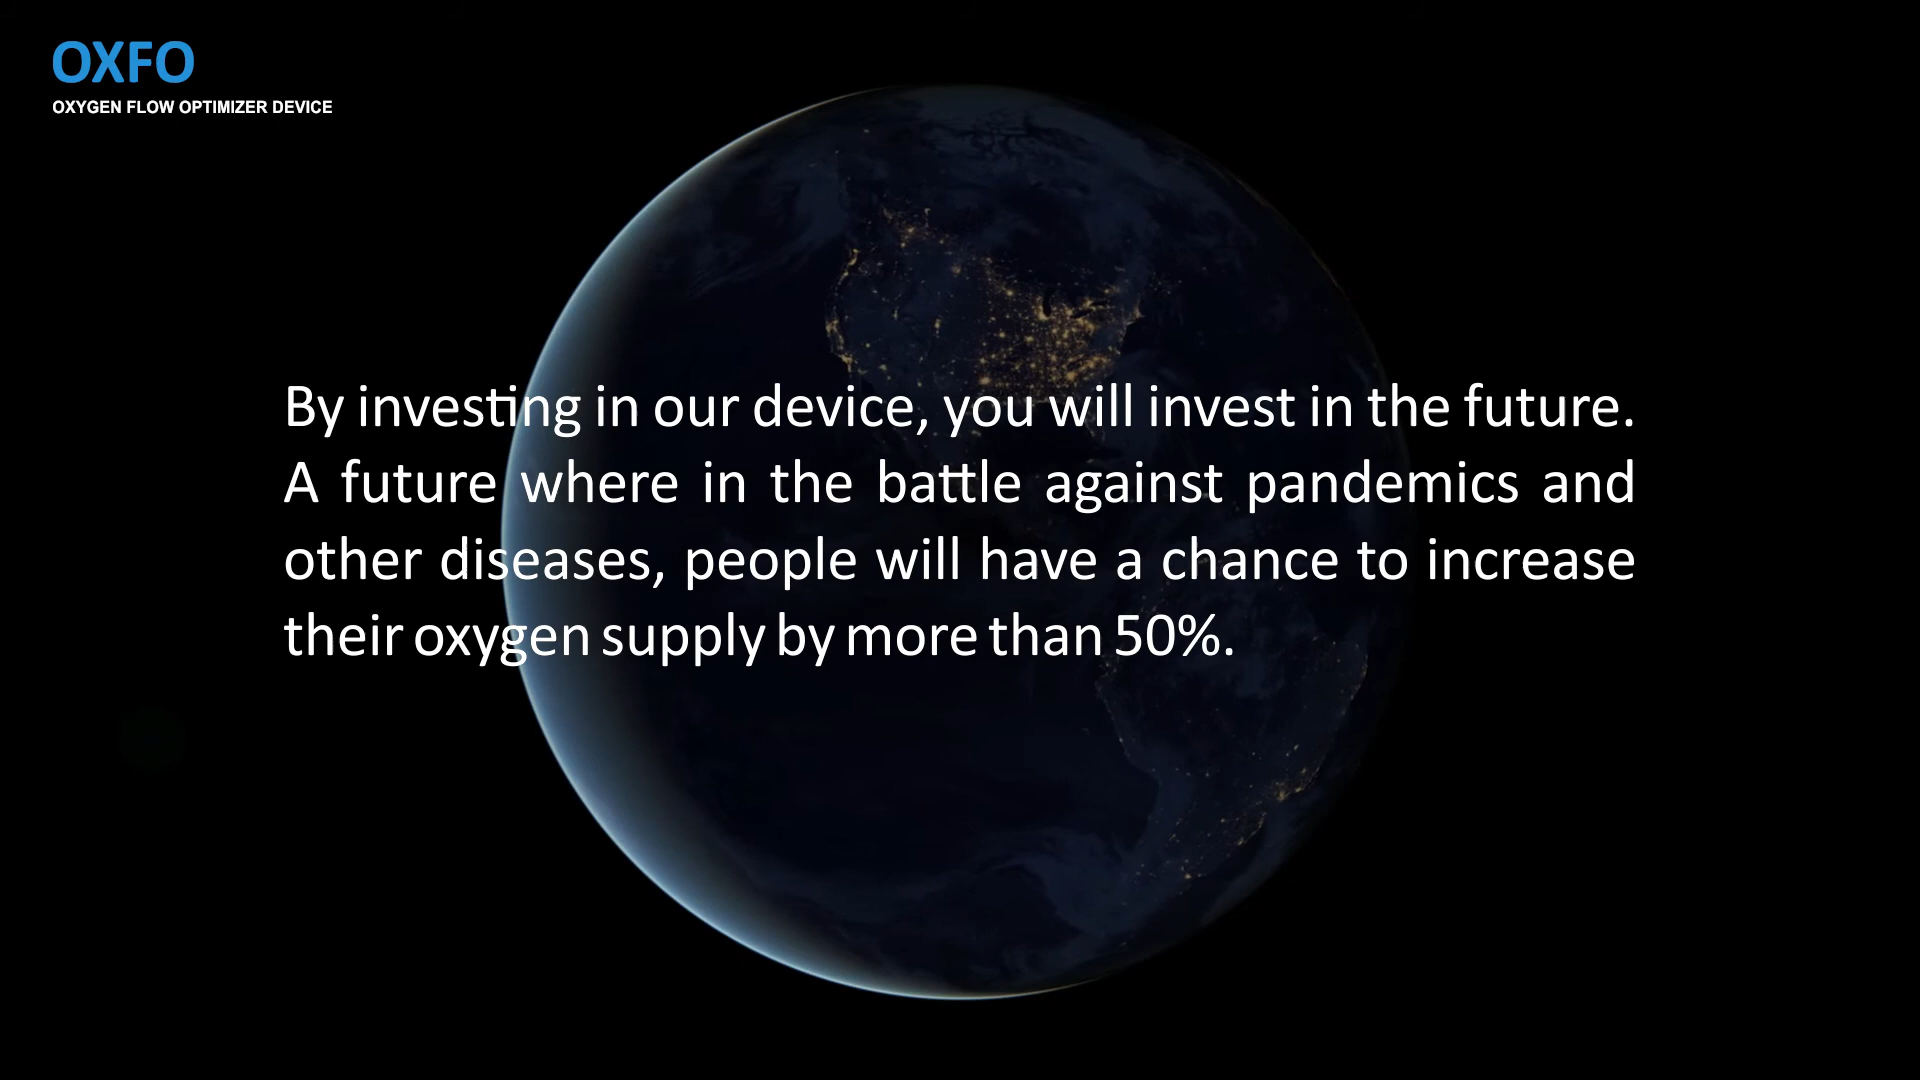 OXFO
OXYGEN FLOW OPTIMIZER DEVICE
By investing in our device, you will invest in the future.
A future where in the battle against pandemics and
other diseases, people will have a chance to increase
their oxygen supply by more than 50%.